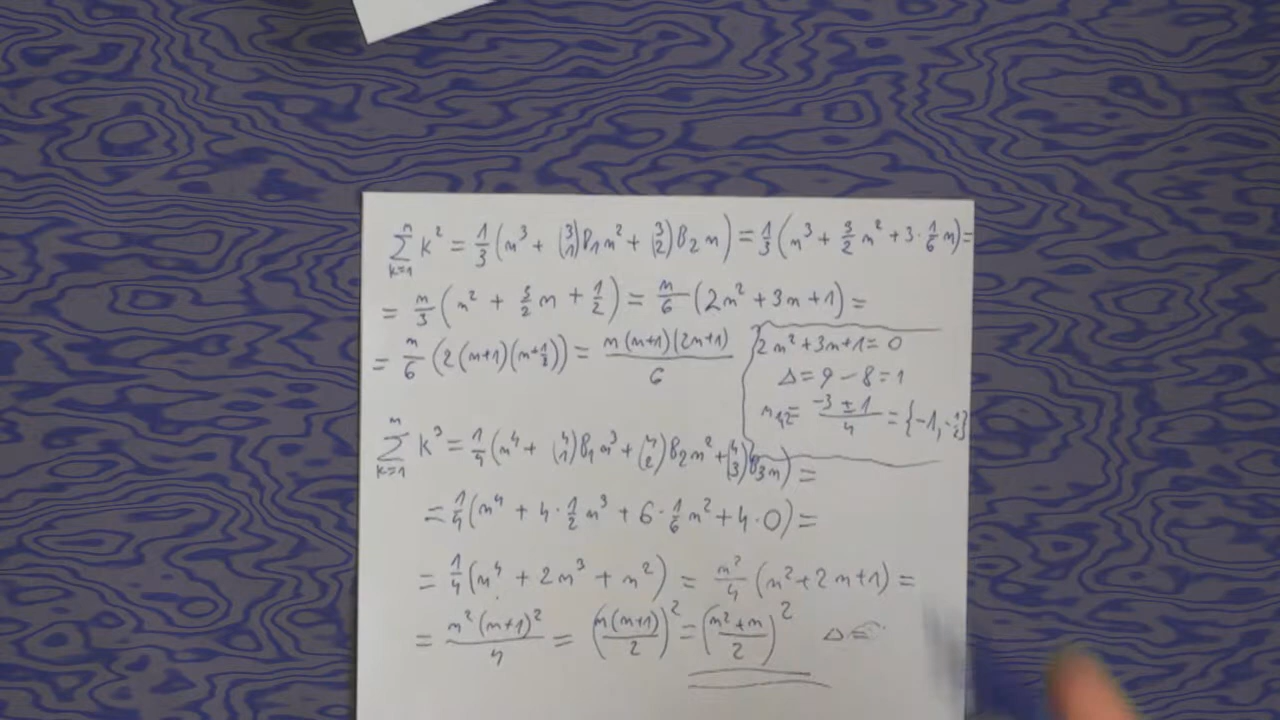 ∑_{k=1}^{n} k² = 1/3 (n³ + (3 1) B₁ n² + (3 2) B₂ n) = 1/3 (n³ + 3/2 n² + 3 · 1/6 n) =
= n/3 (n² + 3/2 n + 1/2) = n/6 (2n² + 3n + 1) =
= n/6 (2(n+1)(n+1/2)) = n(n+1)(2n+1)/6
2n² + 3n + 1 = 0
Δ = 9 − 8 = 1
n₁,₂ = (−3 ± 1)/4 = {−1, −1/2}
∑_{k=1}^{n} k³ = 1/4 (n⁴ + (4 1) B₁ n³ + (4 2) B₂ n² + (4 3) B₃ n) =
= 1/4 (n⁴ + 4 · 1/2 n³ + 6 · 1/6 n² + 4 · 0) =
= 1/4 (n⁴ + 2n³ + n²) = n²/4 (n² + 2n + 1) =
= n²(n+1)²/4 = (n(n+1)/2)² = ((n² + n)/2)² Δ =